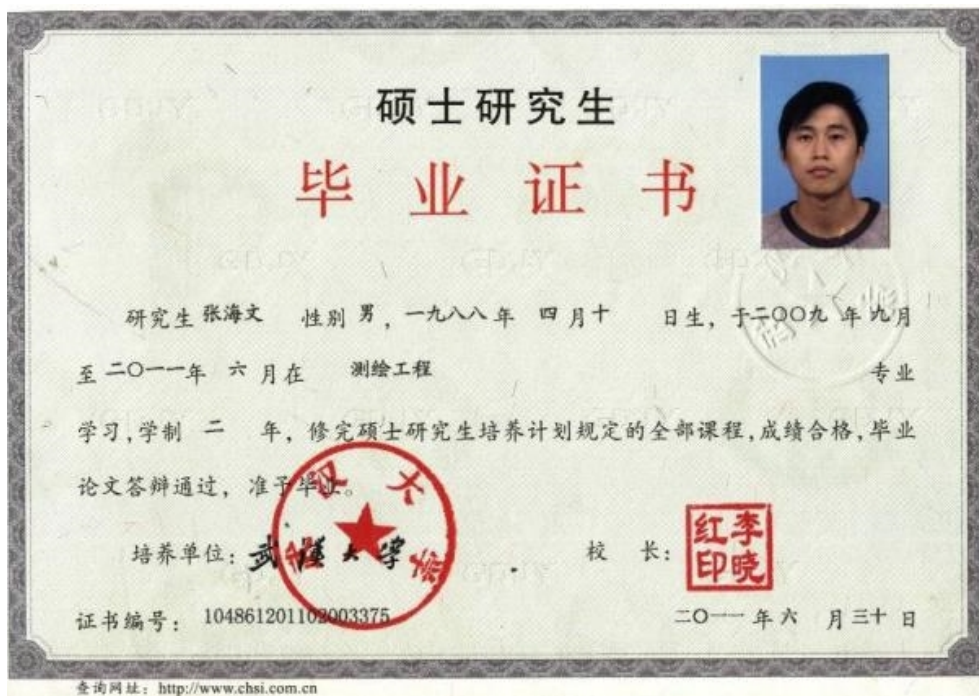 硕士研究生
毕业证书
研究生 张海文 性别 男，一九八八年 四月十 日生，于二〇〇九 年 九月
至 二〇一一年 六 月在 测绘工程 专业
学习，学制 二 年，修完硕士研究生培养计划规定的全部课程，成绩合格，毕业
论文答辩通过，准予毕业。
培养单位：武漢大学 校 长：李晓红印
武汉大学
证书编号：104861201102003375 二〇一一 年 六 月 三十 日
查询网址：http://www.chsi.com.cn